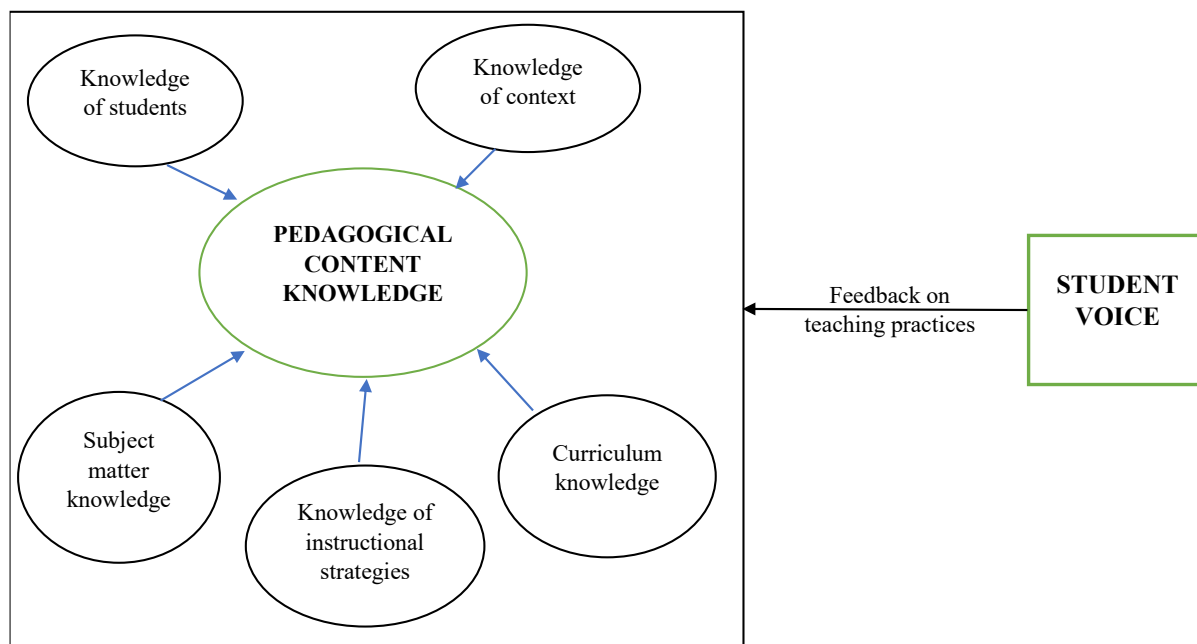 Knowledge
of students
Knowledge
of context
PEDAGOGICAL
CONTENT
KNOWLEDGE
Feedback on
teaching practices
STUDENT
VOICE
Subject
matter
knowledge
Knowledge of
instructional
strategies
Curriculum
knowledge